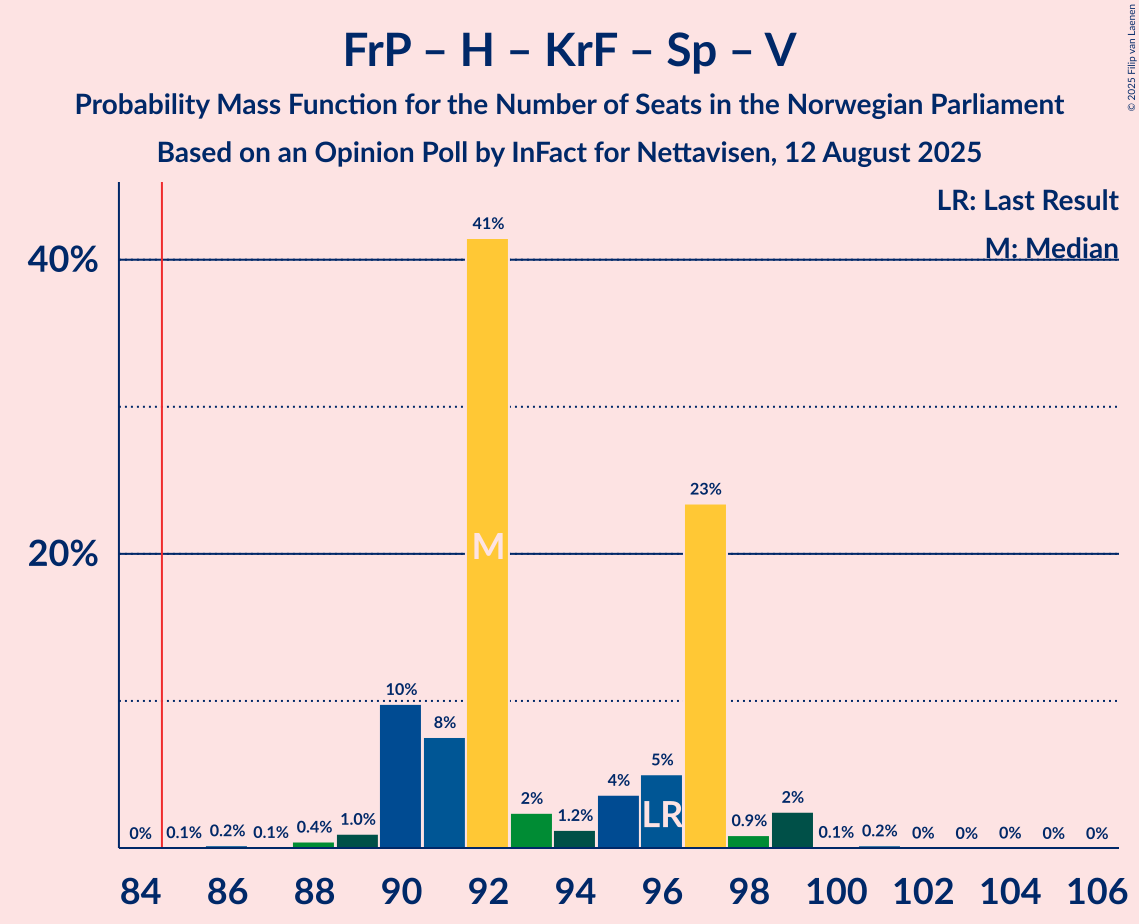 FrP – H – KrF – Sp – V
Probability Mass Function for the Number of Seats in the Norwegian Parliament
Based on an Opinion Poll by InFact for Nettavisen, 12 August 2025
© 2025 Filip van Laenen
LR: Last Result
M: Median
40%
20%
0%
0.1%
0.2%
0.1%
0.4%
1.0%
10%
8%
41%
2%
1.2%
4%
5%
23%
0.9%
2%
0.1%
0.2%
0%
0%
0%
0%
0%
M
LR
84 86 88 90 92 94 96 98 100 102 104 106